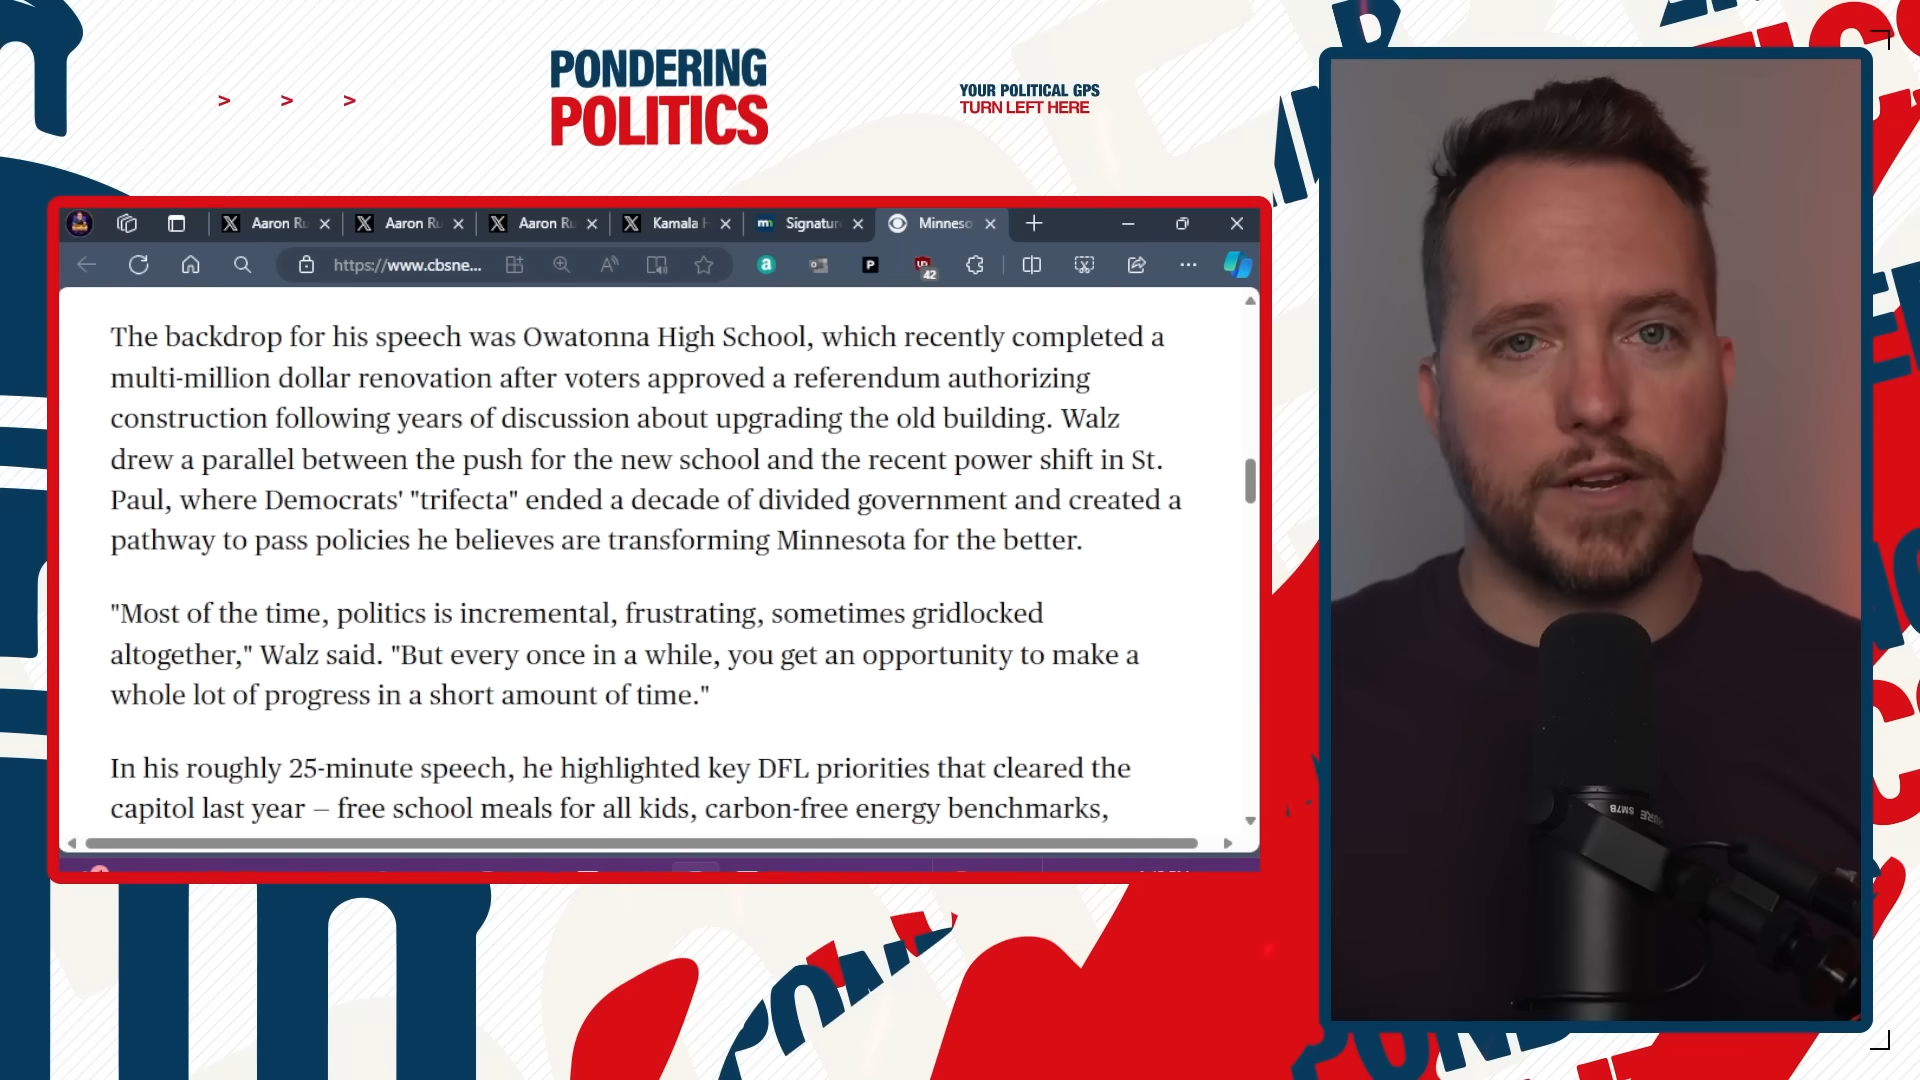 PONDERING
POLITICS
YOUR POLITICAL GPS
TURN LEFT HERE
> > >
Aaron Ru
Aaron Ru
Aaron Ru
Kamala H
Signatur
Minneso
https://www.cbsne...
42
The backdrop for his speech was Owatonna High School, which recently completed a
multi-million dollar renovation after voters approved a referendum authorizing
construction following years of discussion about upgrading the old building. Walz
drew a parallel between the push for the new school and the recent power shift in St.
Paul, where Democrats' "trifecta" ended a decade of divided government and created a
pathway to pass policies he believes are transforming Minnesota for the better.
"Most of the time, politics is incremental, frustrating, sometimes gridlocked
altogether," Walz said. "But every once in a while, you get an opportunity to make a
whole lot of progress in a short amount of time."
In his roughly 25-minute speech, he highlighted key DFL priorities that cleared the
capitol last year – free school meals for all kids, carbon-free energy benchmarks,
SM7B